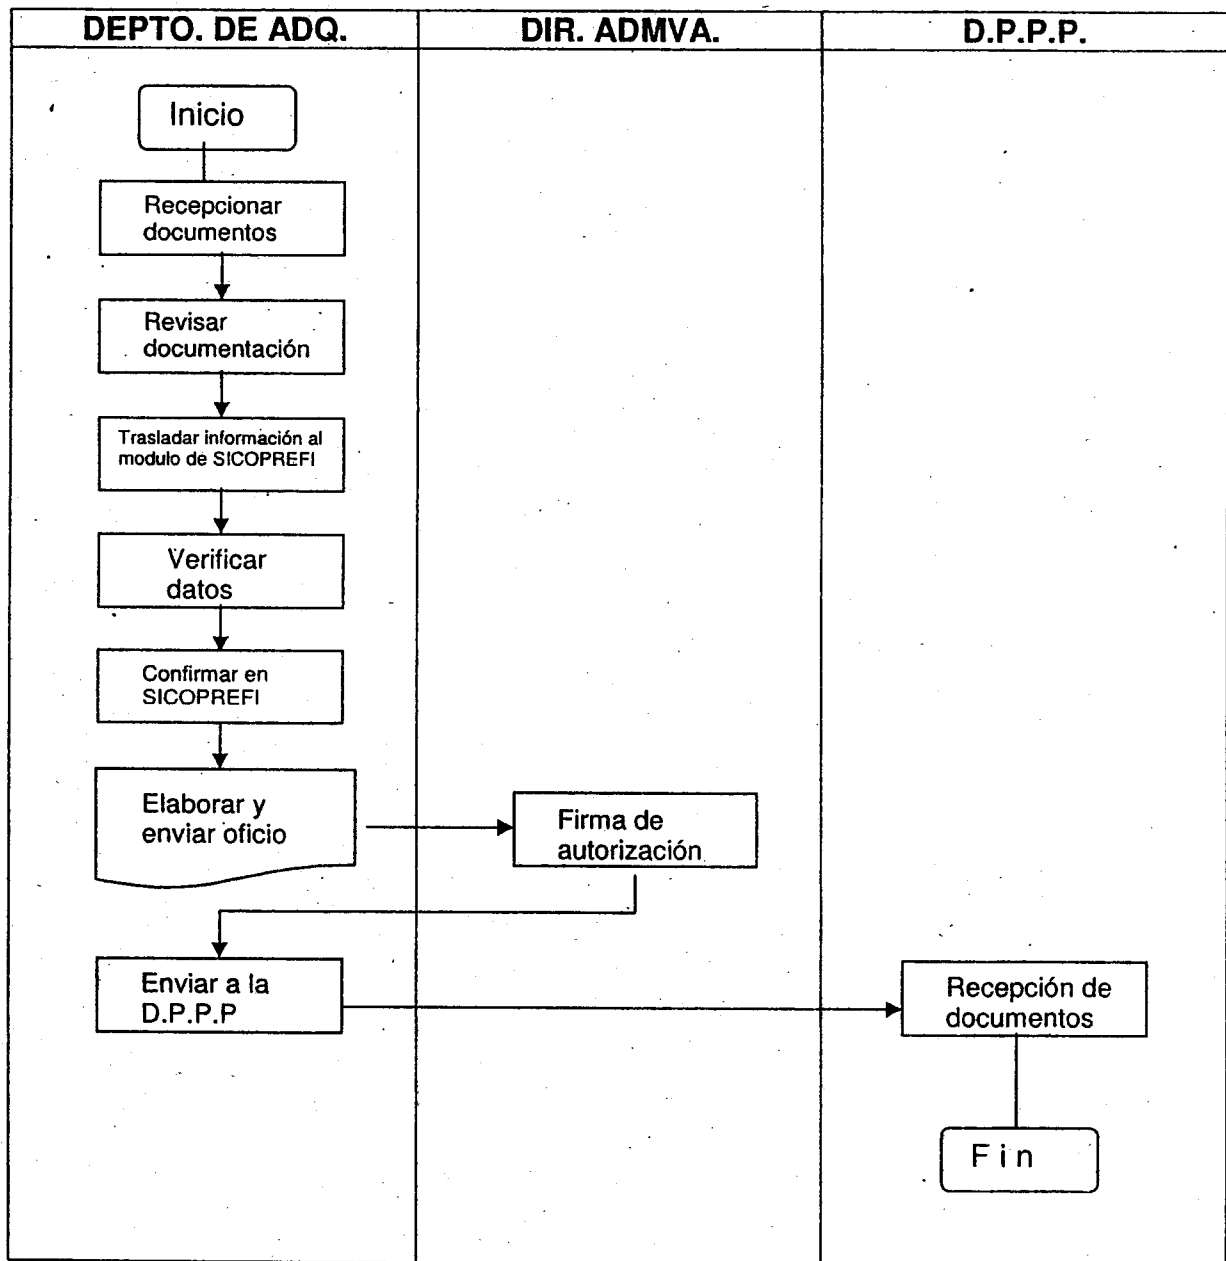 DEPTO. DE ADQ.
DIR. ADMVA.
D.P.P.P.
Inicio
Recepcionar
documentos
Revisar
documentación
Trasladar información al
modulo de SICOPREFI
Verificar
datos
Confirmar en
SICOPREFI
Elaborar y
enviar oficio
Firma de
autorización
Enviar a la
D.P.P.P
Recepción de
documentos
Fin